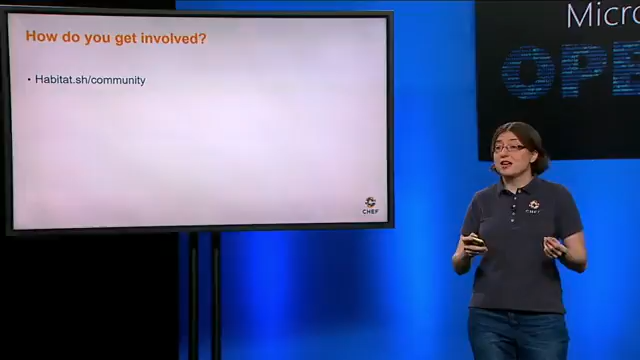 How do you get involved?
• Habitat.sh/community
CHEF
Micro
OPE
CHEF